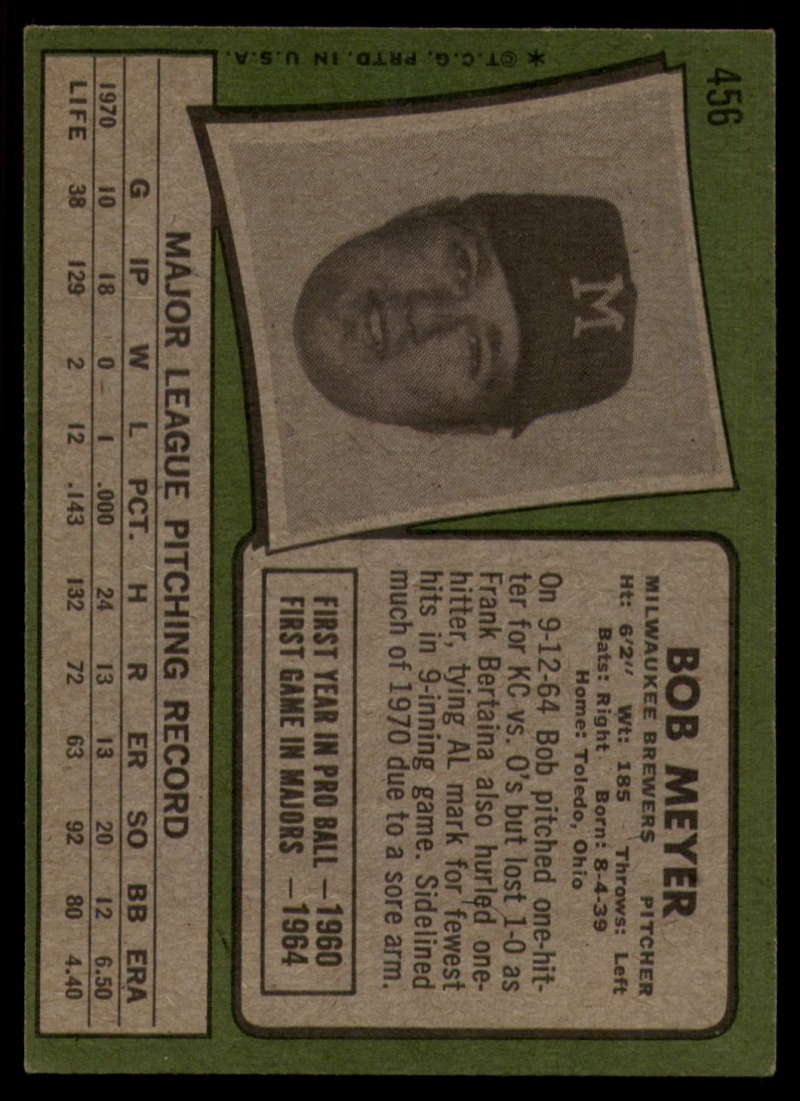 456
M
BOB MEYER
MILWAUKEE BREWERS PITCHER
Ht: 6'2" Wt: 185 Throws: Left
Bats: Right Born: 8-4-39
Home: Toledo, Ohio
On 9-12-64 Bob pitched one-hit-
ter for KC vs. O's but lost 1-0 as
Frank Bertaina also hurled one-
hitter, tying AL mark for fewest
hits in 9-inning game. Sidelined
much of 1970 due to a sore arm.
FIRST YEAR IN PRO BALL — 1960
FIRST GAME IN MAJORS — 1964
MAJOR LEAGUE PITCHING RECORD
G IP W L PCT. H R ER SO BB ERA
1970 10 18 0 1 .000 24 13 13 20 12 6.50
LIFE 38 129 2 12 .143 132 72 63 92 80 4.40
*©T.C.G. PRTD. IN U.S.A.